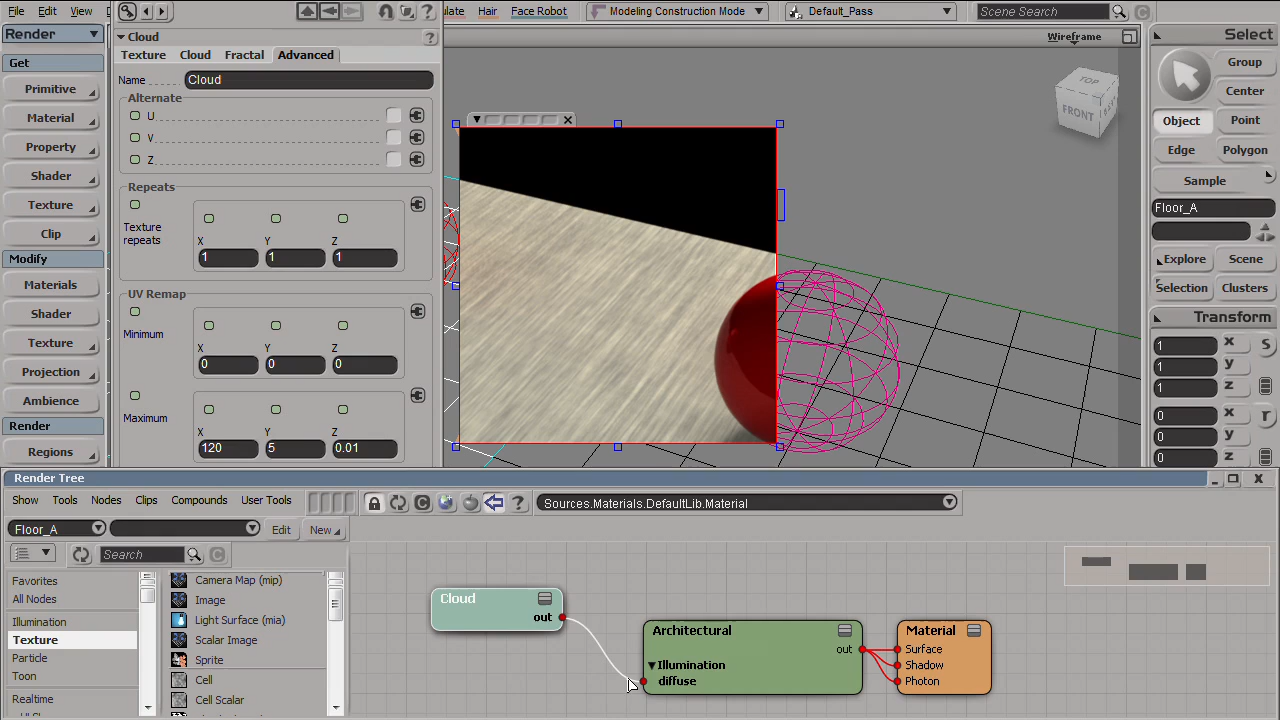 File Edit View D
ulate Hair Face Robot Modeling Construction Mode Default_Pass Scene Search
Render
Get
Primitive
Material
Property
Shader
Texture
Clip
Modify
Materials
Shader
Texture
Projection
Ambience
Render
Regions
Cloud
Texture Cloud Fractal Advanced
Name Cloud
Alternate
U
V
Z
Repeats
Texture repeats
X Y Z
1 1 1
UV Remap
Minimum
X Y Z
0 0 0
Maximum
X Y Z
120 5 0.01
Wireframe
TOP
FRONT
Select
Group
Center
Object Point
Edge Polygon
Sample
Floor_A
Explore Scene
Selection Clusters
Transform
1 x S
1 y
1 z
0 x r
0 y
0 z
Render Tree
Show Tools Nodes Clips Compounds User Tools
Sources.Materials.DefaultLib.Material
Floor_A Edit New
Search
Favorites
All Nodes
Illumination
Texture
Particle
Toon
Realtime
Camera Map (mip)
Image
Light Surface (mia)
Scalar Image
Sprite
Cell
Cell Scalar
Cloud
out
Architectural
out
Illumination
diffuse
Material
Surface
Shadow
Photon